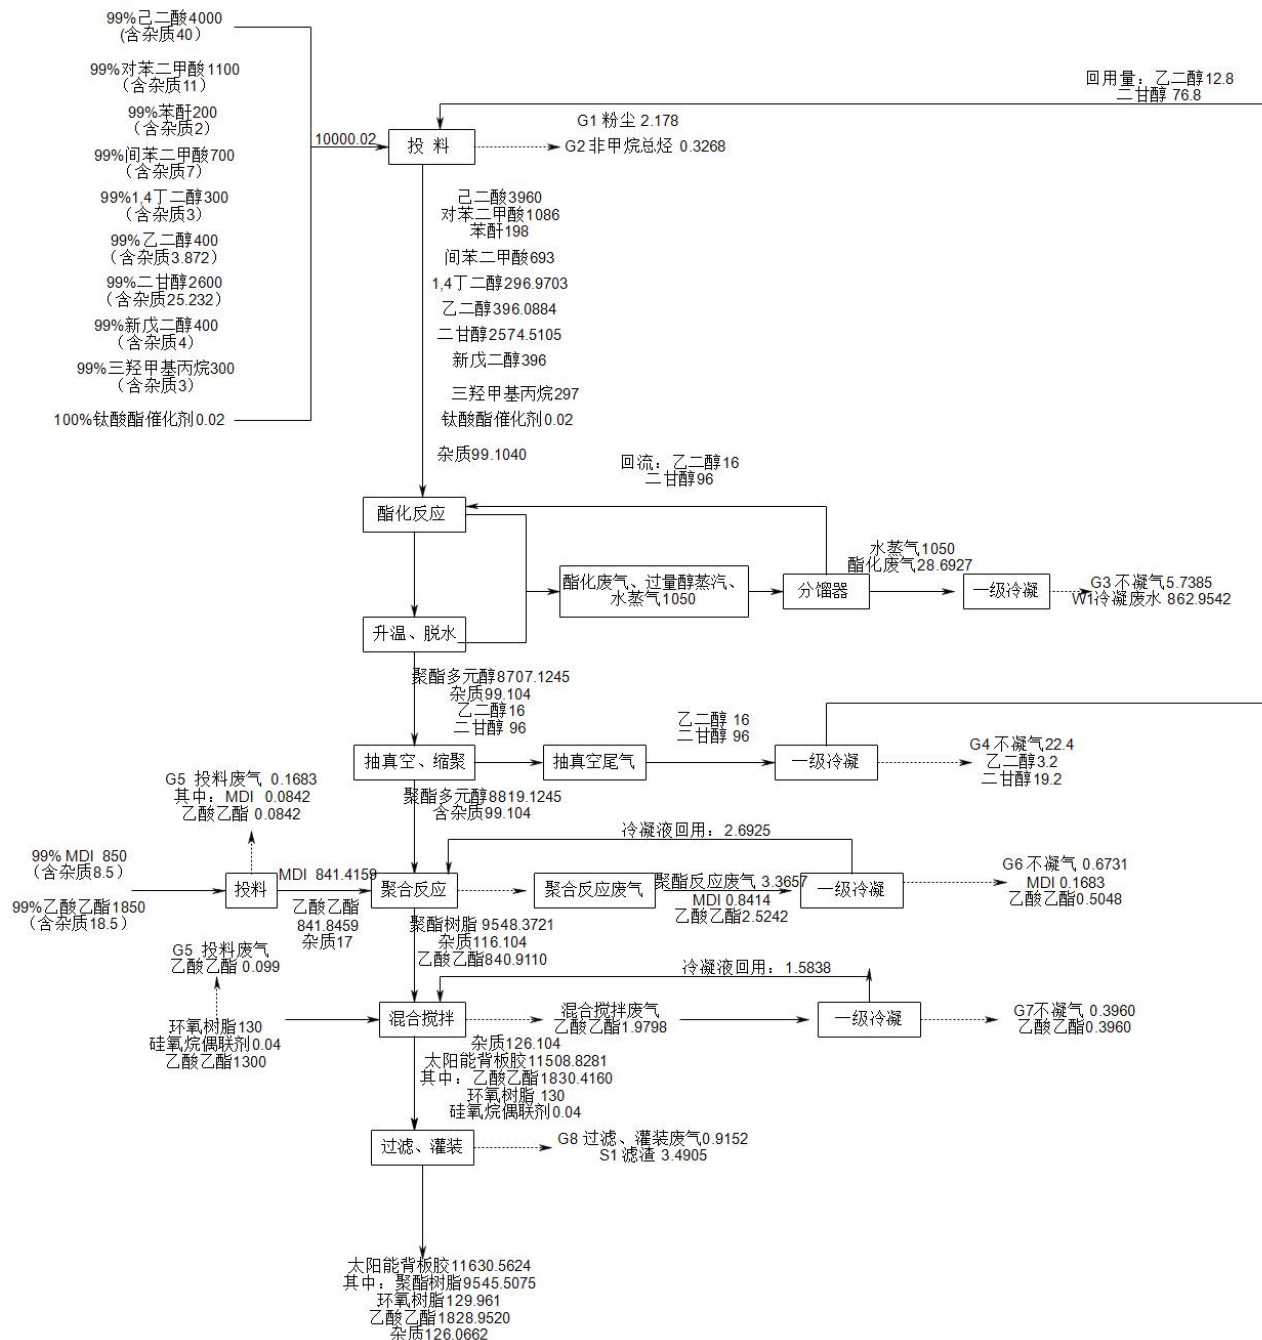 99%己二酸4000
(含杂质40)
99%对苯二甲酸1100
(含杂质11)
99%苯酐200
(含杂质2)
99%间苯二甲酸700
(含杂质7)
99%1,4丁二醇300
(含杂质3)
99%乙二醇400
(含杂质3.872)
99%二甘醇2600
(含杂质25.232)
99%新戊二醇400
(含杂质4)
99%三羟甲基丙烷300
(含杂质3)
100%钛酸酯催化剂0.02
10000.02
投 料
回用量:乙二醇12.8
二甘醇 76.8
G1 粉尘 2.178
G2 非甲烷总烃 0.3268
己二酸3960
对苯二甲酸1086
苯酐198
间苯二甲酸693
1,4丁二醇296.9703
乙二醇396.0884
二甘醇2574.5105
新戊二醇396
三羟甲基丙烷297
钛酸酯催化剂0.02
杂质99.1040
回流:乙二醇16
二甘醇96
酯化反应
酯化废气、过量醇蒸汽、
水蒸气1050
分馏器
水蒸气1050
酯化废气28.6927
一级冷凝
G3 不凝气5.7385
W1冷凝废水 862.9542
升温、脱水
聚酯多元醇8707.1245
杂质99.104
乙二醇16
二甘醇 96
抽真空、缩聚
抽真空尾气
乙二醇 16
二甘醇 96
一级冷凝
G4 不凝气22.4
乙二醇3.2
二甘醇19.2
G5 投料废气 0.1683
其中:MDI 0.0842
乙酸乙酯 0.0842
聚酯多元醇8819.1245
含杂质99.104
冷凝液回用:2.6925
99% MDI 850
(含杂质8.5)
99%乙酸乙酯1850
(含杂质18.5)
投料
MDI 841.4159
乙酸乙酯
841.8459
杂质17
聚合反应
聚合反应废气
聚酯反应废气 3.3657
MDI 0.8414
乙酸乙酯2.5242
一级冷凝
G6 不凝气 0.6731
MDI 0.1683
乙酸乙酯0.5048
聚酯树脂 9548.3721
杂质116.104
乙酸乙酯840.9110
G5 投料废气
乙酸乙酯 0.099
冷凝液回用:1.5838
环氧树脂130
硅氧烷偶联剂0.04
乙酸乙酯1300
混合搅拌
混合搅拌废气
乙酸乙酯1.9798
一级冷凝
G7不凝气 0.3960
乙酸乙酯0.3960
杂质126.104
太阳能背板胶11508.8281
其中:乙酸乙酯1830.4160
环氧树脂 130
硅氧烷偶联剂0.04
过滤、灌装
G8 过滤、灌装废气0.9152
S1 滤渣 3.4905
太阳能背板胶11630.5624
其中:聚酯树脂9545.5075
环氧树脂129.961
乙酸乙酯1828.9520
杂质126.0662